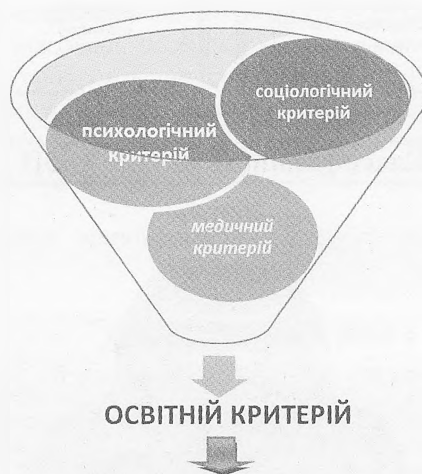 соціологічний
критерій
психологічний
критерій
медичний
критерій
ОСВІТНІЙ КРИТЕРІЙ